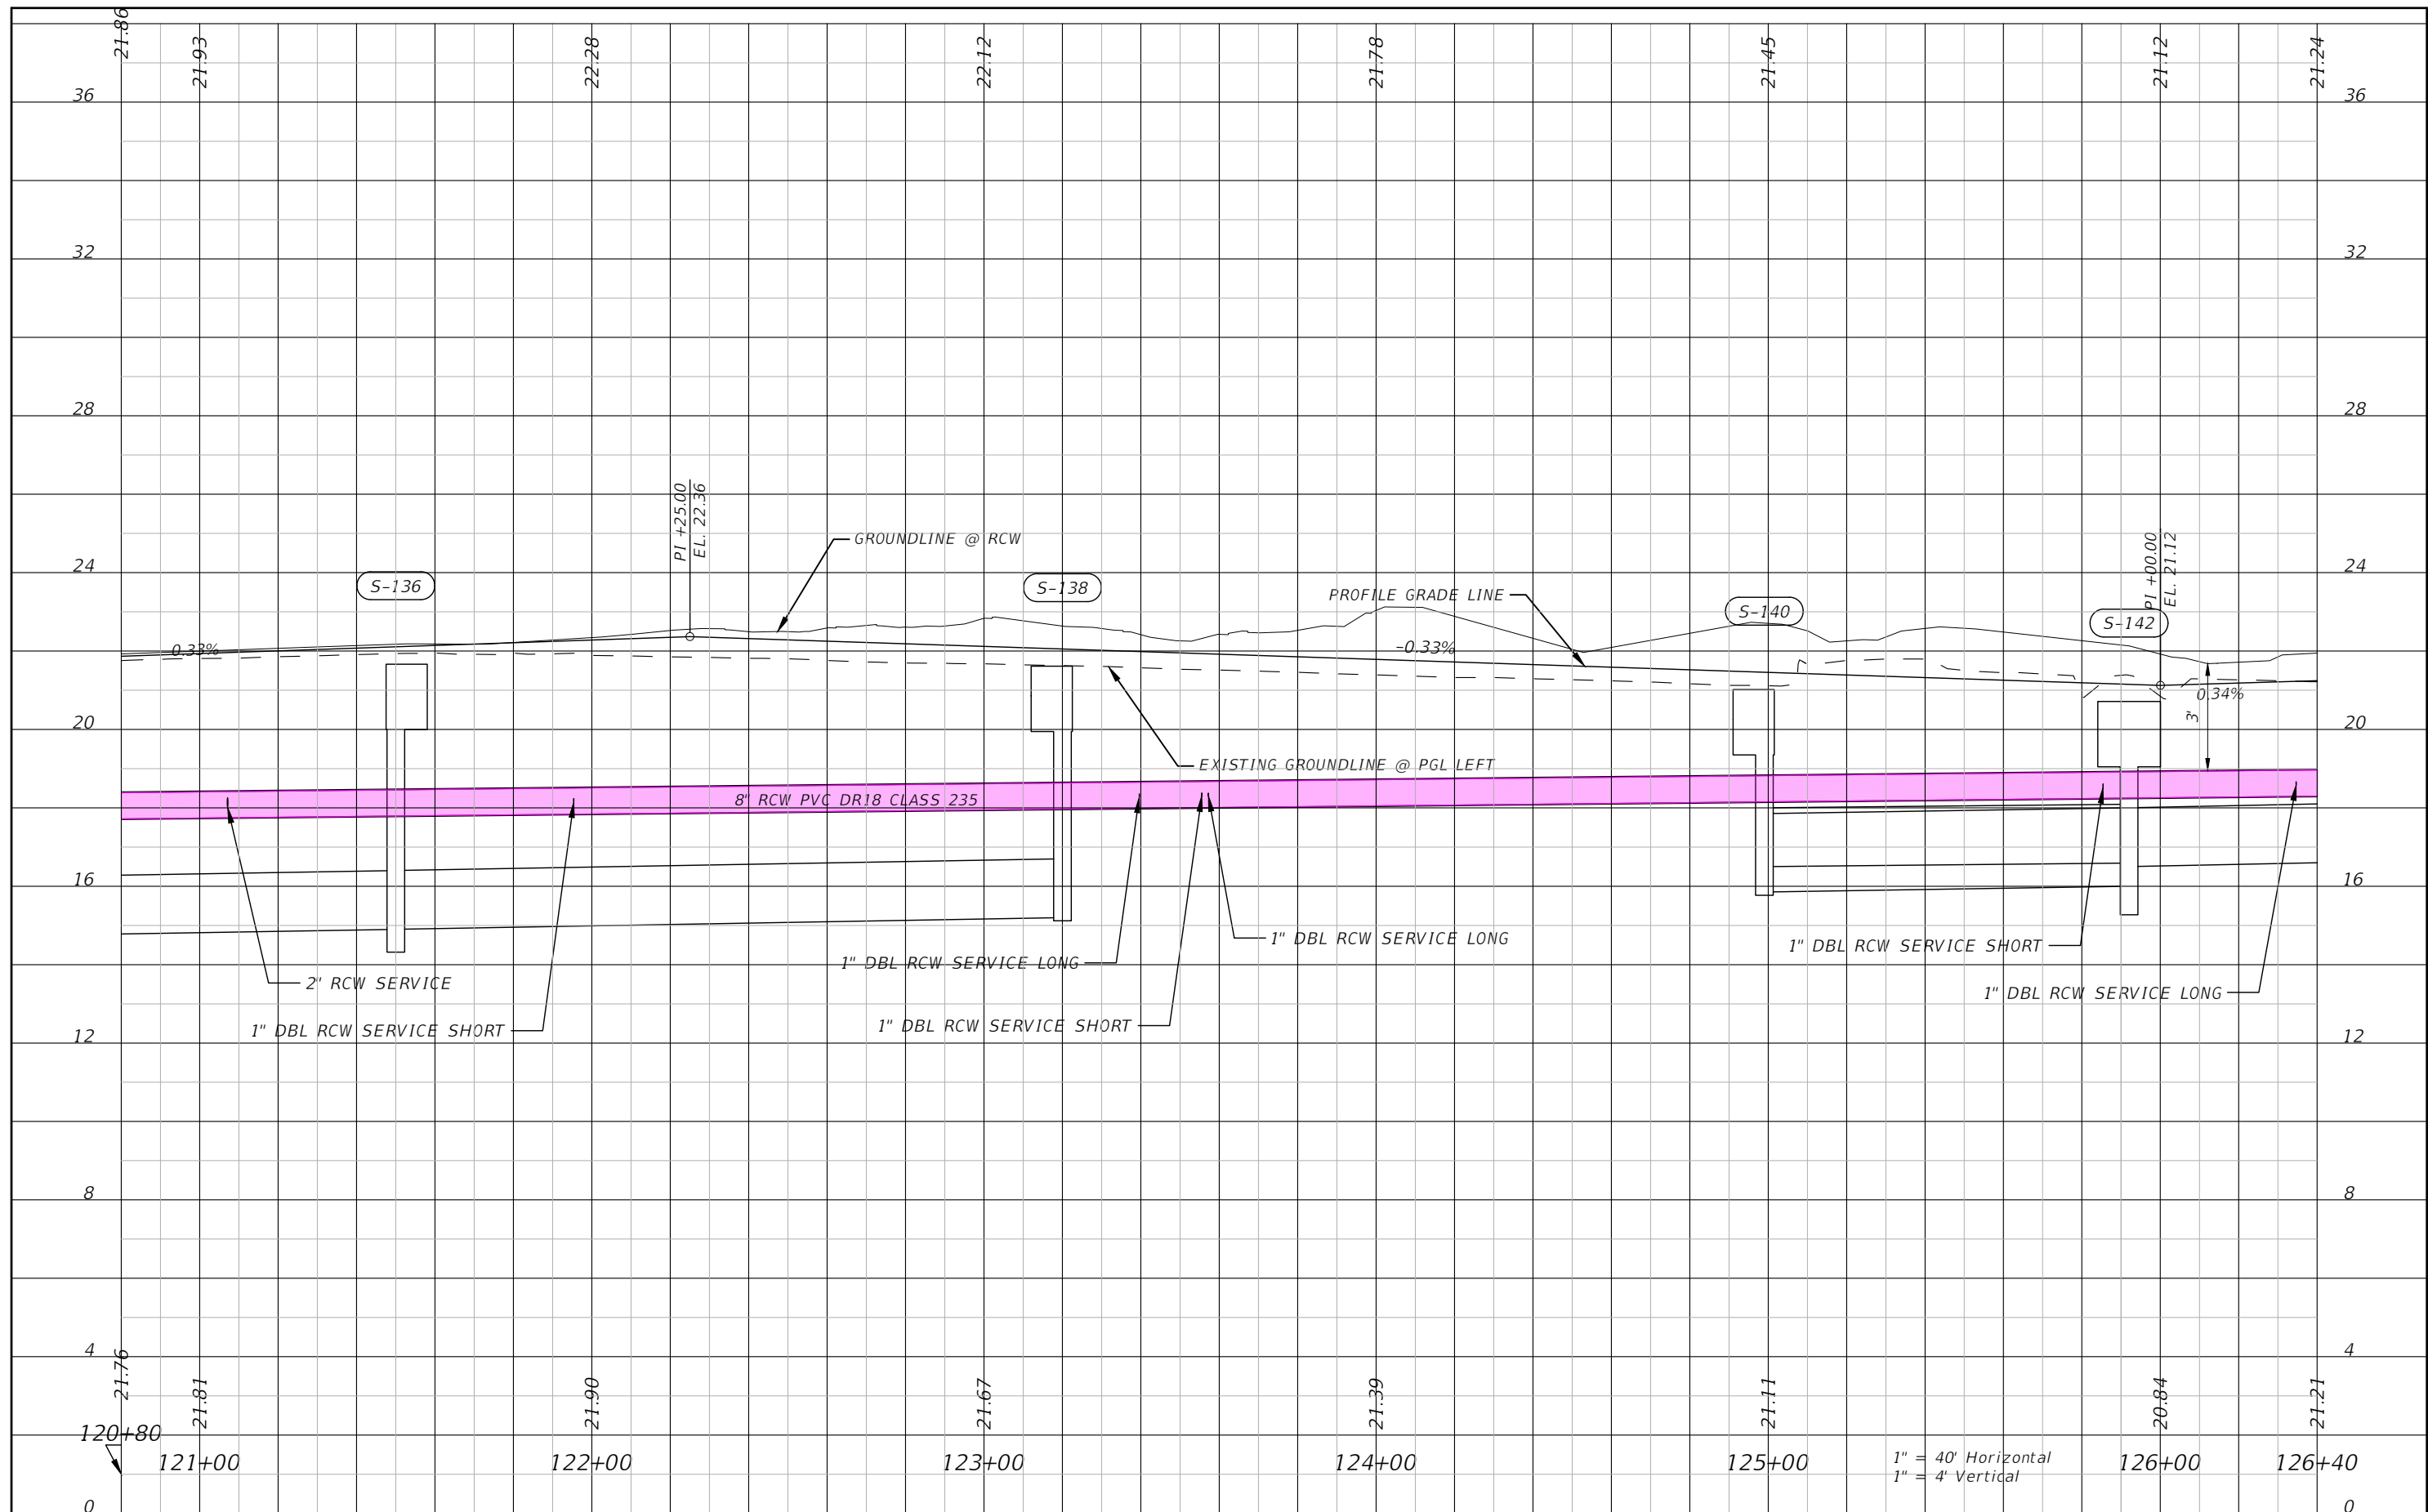 21.86
21.93
22.28
22.12
21.78
21.45
21.12
21.24
36
36
32
32
28
28
PI +25.00
EL. 22.36
GROUNDLINE @ RCW
PI +00.00
EL. 21.12
24
24
S-136
S-138
PROFILE GRADE LINE
S-140
S-142
0.33%
-0.33%
0.34%
3'
20
20
EXISTING GROUNDLINE @ PGL LEFT
8" RCW PVC DR18 CLASS 235
16
16
1" DBL RCW SERVICE LONG
1" DBL RCW SERVICE SHORT
1" DBL RCW SERVICE LONG
2" RCW SERVICE
1" DBL RCW SERVICE LONG
1" DBL RCW SERVICE SHORT
1" DBL RCW SERVICE SHORT
12
12
8
8
4
4
21.76
21.81
21.90
21.67
21.39
21.11
20.84
21.21
120+80
121+00
122+00
123+00
124+00
125+00
1" = 40' Horizontal
1" = 4' Vertical
126+00
126+40
0
0